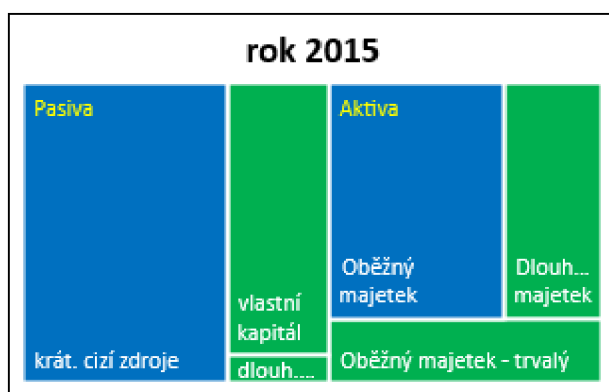 rok 2015
Pasiva
krát. cizí zdroje
vlastní
kapitál
dlouh....
Aktiva
Oběžný
majetek
Dlouh...
majetek
Oběžný majetek - trvalý